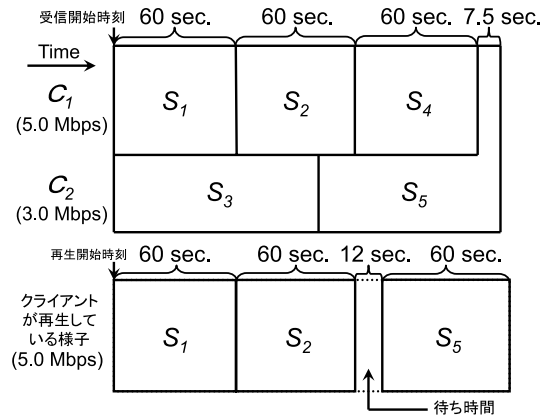 受信開始時刻
60 sec.
60 sec.
60 sec.
7.5 sec.
Time
C1
(5.0 Mbps)
S1
S2
S4
C2
(3.0 Mbps)
S3
S5
再生開始時刻
60 sec.
60 sec.
12 sec.
60 sec.
クライアント
が再生して
いる様子
(5.0 Mbps)
S1
S2
S5
待ち時間